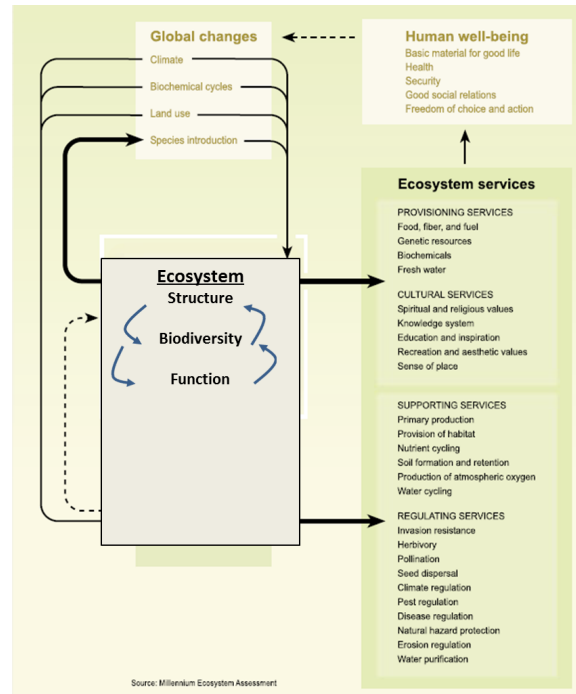 Global changes
Climate
Biochemical cycles
Land use
Species introduction
Human well-being
Basic material for good life
Health
Security
Good social relations
Freedom of choice and action
Ecosystem services
PROVISIONING SERVICES
Food, fiber, and fuel
Genetic resources
Biochemicals
Fresh water
CULTURAL SERVICES
Spiritual and religious values
Knowledge system
Education and inspiration
Recreation and aesthetic values
Sense of place
SUPPORTING SERVICES
Primary production
Provision of habitat
Nutrient cycling
Soil formation and retention
Production of atmospheric oxygen
Water cycling
REGULATING SERVICES
Invasion resistance
Herbivory
Pollination
Seed dispersal
Climate regulation
Pest regulation
Disease regulation
Natural hazard protection
Erosion regulation
Water purification
Ecosystem
Structure
Biodiversity
Function
Source: Millennium Ecosystem Assessment